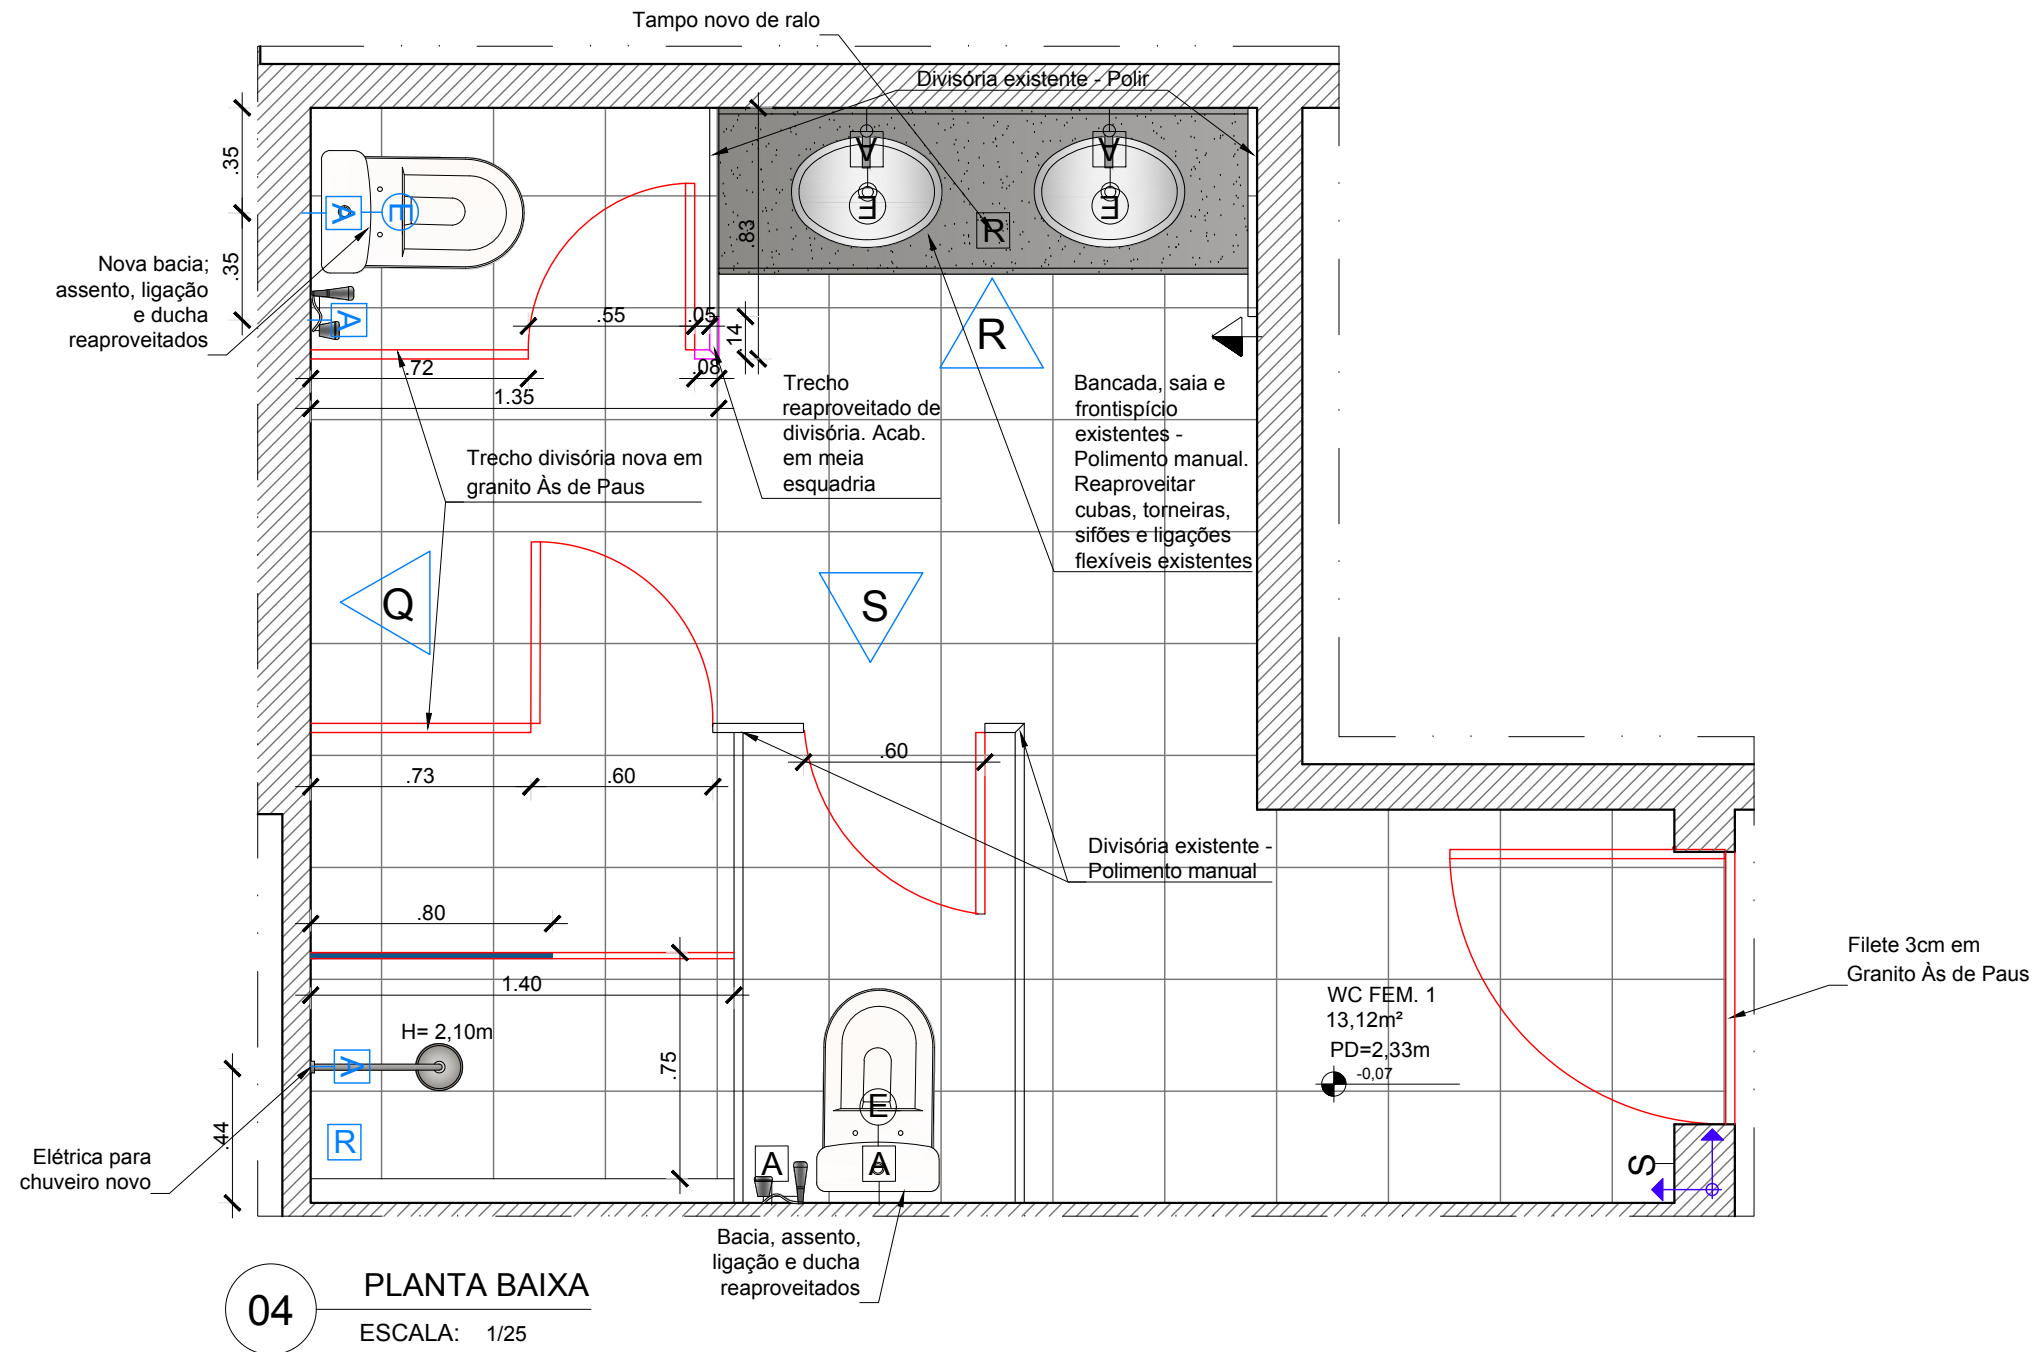 Tampo novo de ralo
Divisória existente - Polir
.35
.35
A
E
A
A
E
A
E
R
.83
Nova bacia;
assento, ligação
e ducha
reaproveitados
A
.55
.05
.14
.72
.08
1.35
R
Trecho
reaproveitado de
divisória. Acab.
em meia
esquadria
Bancada, saia e
frontispício
existentes -
Polimento manual.
Reaproveitar
cubas, torneiras,
sifões e ligações
flexíveis existentes
Trecho divisória nova em
granito Às de Paus
Q
S
.73
.60
.60
Divisória existente -
Polimento manual
.80
1.40
.75
H= 2,10m
A
R
.44
Elétrica para
chuveiro novo
E
A
A
WC FEM. 1
13,12m²
PD=2,33m
-0,07
Filete 3cm em
Granito Às de Paus
S
Bacia, assento,
ligação e ducha
reaproveitados
04
PLANTA BAIXA
ESCALA: 1/25